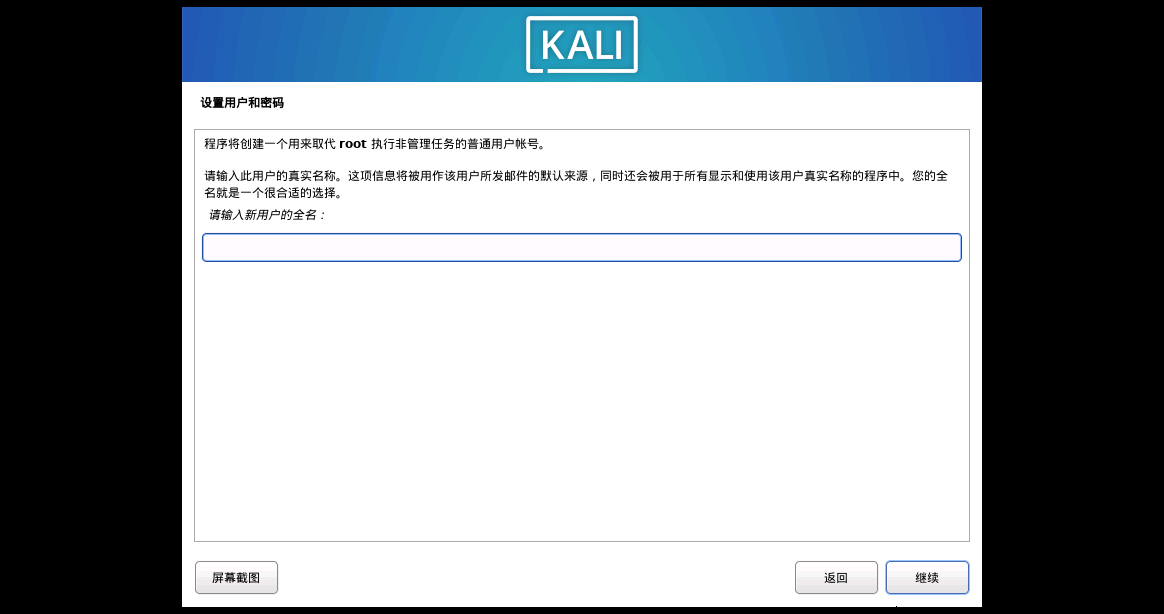 KALI
设置用户和密码
程序将创建一个用来取代 root 执行非管理任务的普通用户帐号。
请输入此用户的真实名称。这项信息将被用作该用户所发邮件的默认来源，同时还会被用于所有显示和使用该用户真实名称的程序中。您的全
名就是一个很合适的选择。
请输入新用户的全名：
屏幕截图
返回
继续